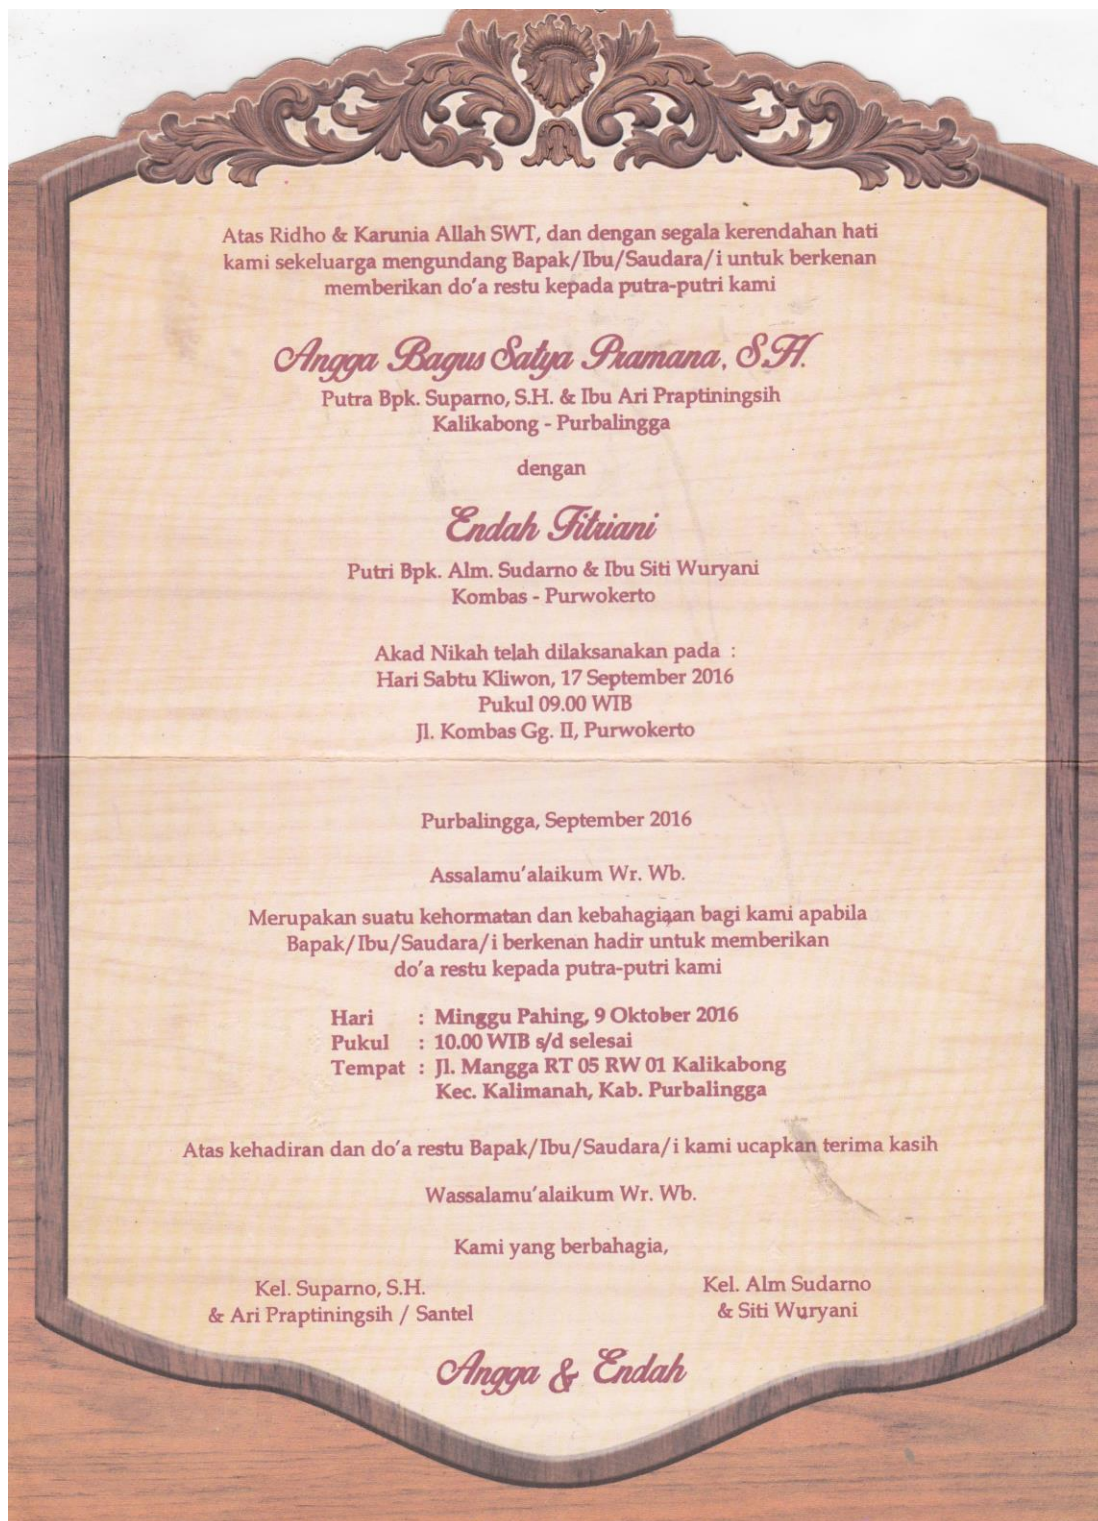 Atas Ridho & Karunia Allah SWT, dan dengan segala kerendahan hati
kami sekeluarga mengundang Bapak/Ibu/Saudara/i untuk berkenan
memberikan do'a restu kepada putra-putri kami
Angga Bagus Satya Pramana, S.H.
Putra Bpk. Suparno, S.H. & Ibu Ari Praptiningsih
Kalikabong - Purbalingga
dengan
Endah Fitriani
Putri Bpk. Alm. Sudarno & Ibu Siti Wuryani
Kombas - Purwokerto
Akad Nikah telah dilaksanakan pada :
Hari Sabtu Kliwon, 17 September 2016
Pukul 09.00 WIB
Jl. Kombas Gg. II, Purwokerto
Purbalingga, September 2016
Assalamu'alaikum Wr. Wb.
Merupakan suatu kehormatan dan kebahagiaan bagi kami apabila
Bapak/Ibu/Saudara/i berkenan hadir untuk memberikan
do'a restu kepada putra-putri kami
Hari : Minggu Pahing, 9 Oktober 2016
Pukul : 10.00 WIB s/d selesai
Tempat : Jl. Mangga RT 05 RW 01 Kalikabong
Kec. Kalimanah, Kab. Purbalingga
Atas kehadiran dan do'a restu Bapak/Ibu/Saudara/i kami ucapkan terima kasih
Wassalamu'alaikum Wr. Wb.
Kami yang berbahagia,
Kel. Suparno, S.H.
& Ari Praptiningsih / Santel
Kel. Alm Sudarno
& Siti Wuryani
Angga & Endah